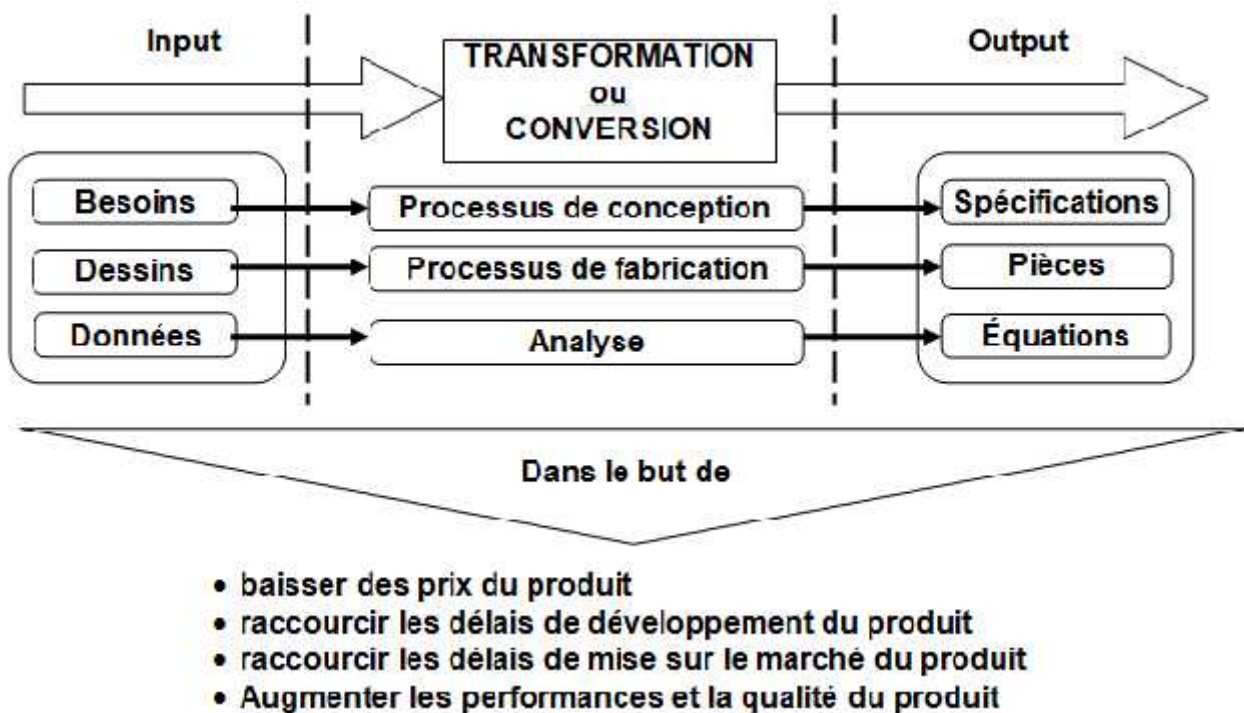 Input
TRANSFORMATION
ou
CONVERSION
Output
Besoins
Processus de conception
Spécifications
Dessins
Processus de fabrication
Pièces
Données
Analyse
Équations
Dans le but de
• baisser des prix du produit
• raccourcir les délais de développement du produit
• raccourcir les délais de mise sur le marché du produit
• Augmenter les performances et la qualité du produit